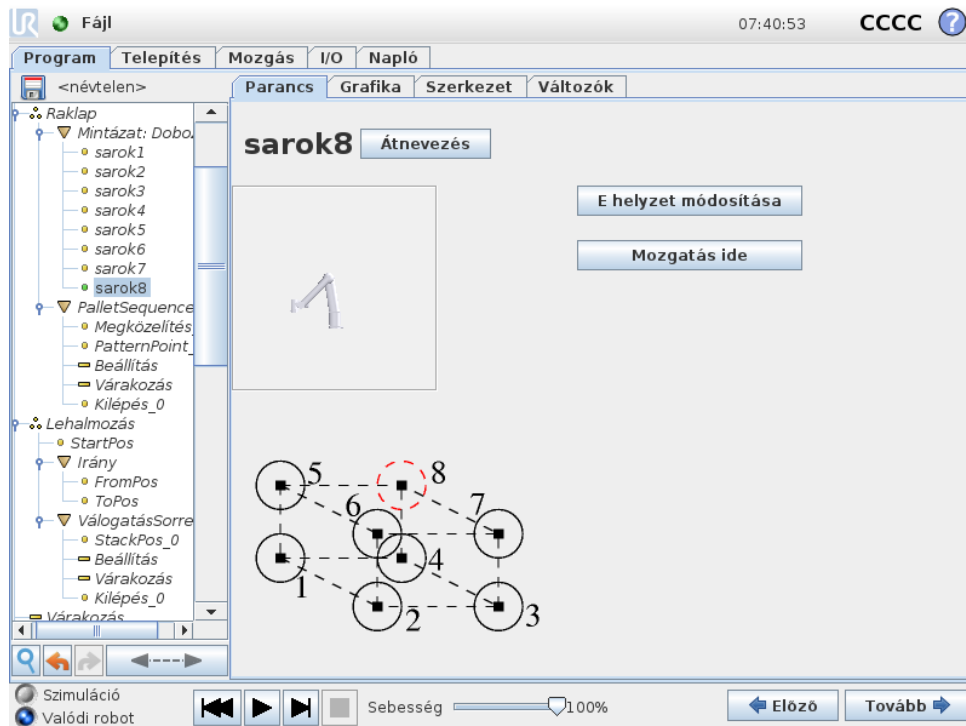 UR Fájl 07:40:53 CCCC ?
Program Telepítés Mozgás I/O Napló
<névtelen> Parancs Grafika Szerkezet Változók
Raklap
Mintázat: Doboz
sarok1
sarok2
sarok3
sarok4
sarok5
sarok6
sarok7
sarok8
PalletSequence
Megközelítés_
PatternPoint_
Beállítás
Várakozás
Kilépés_0
Lehalmozás
StartPos
Irány
FromPos
ToPos
VálogatásSorre
StackPos_0
Beállítás
Várakozás
Kilépés_0
Várakozás
sarok8 Átnevezés
E helyzet módosítása
Mozgatás ide
5 8
6 7
1 4
2 3
Szimuláció
Valódi robot
Sebesség 100%
Előző Tovább